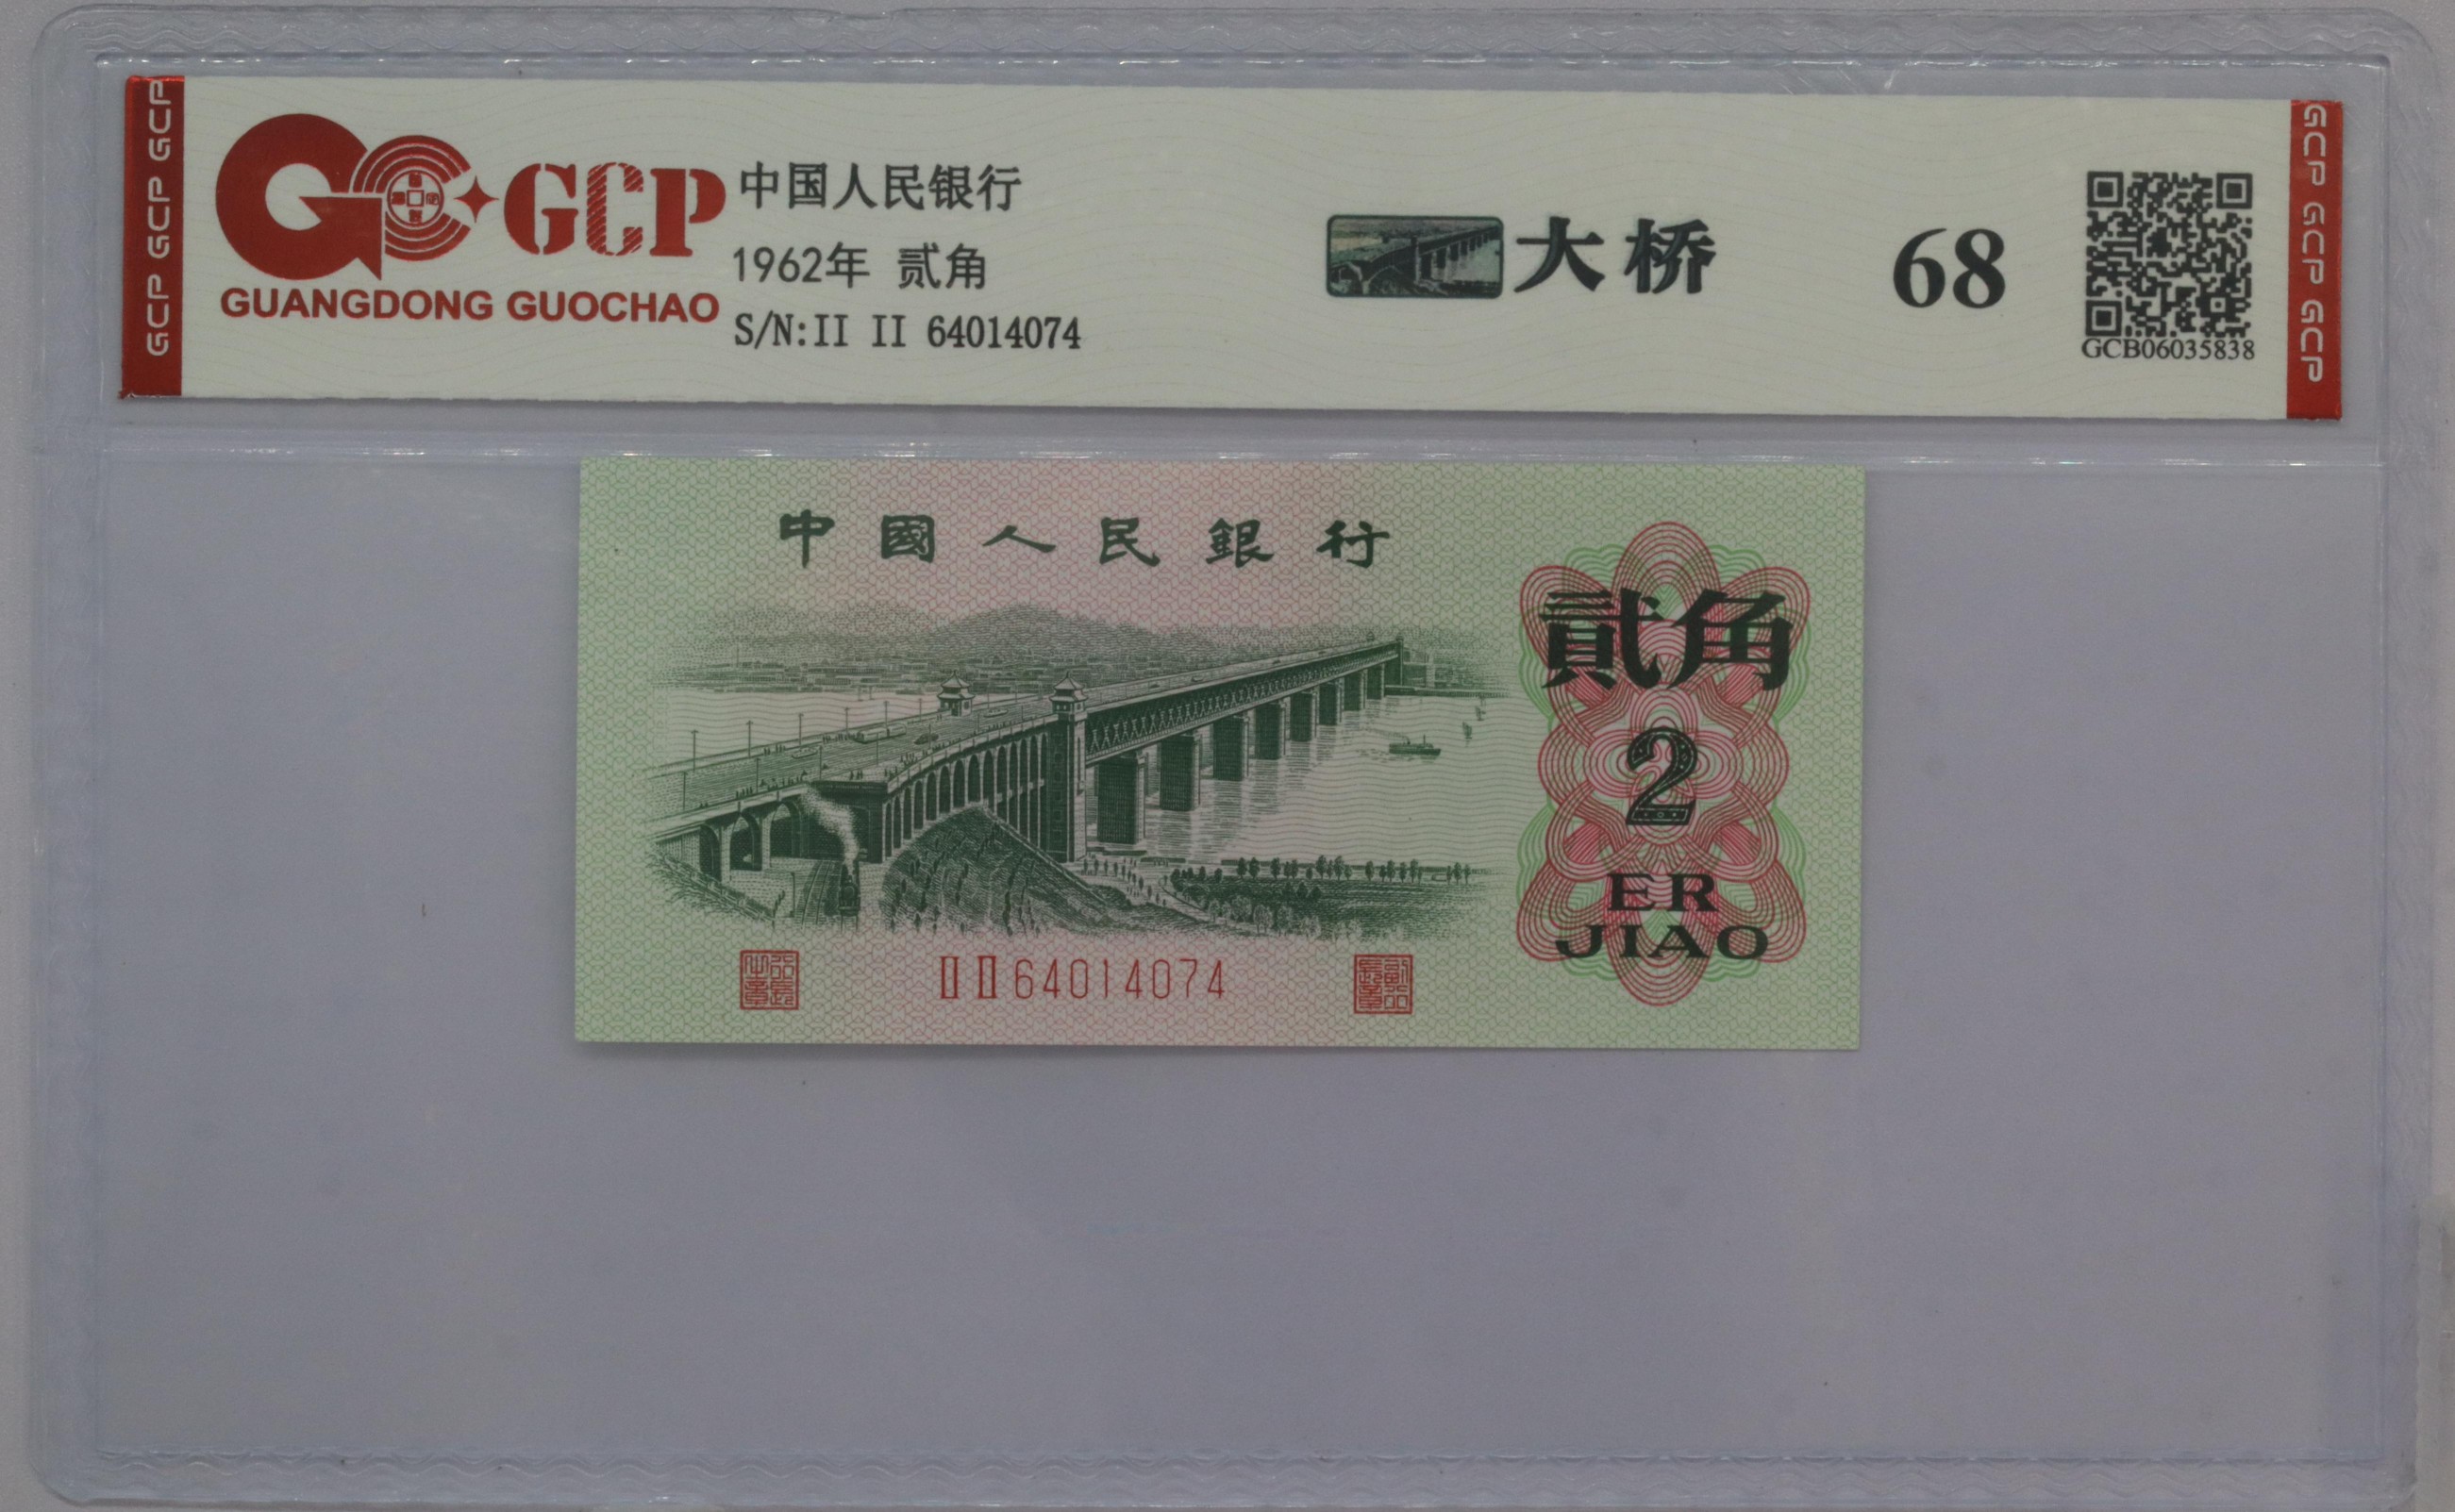 GCP GCP GCP
GCP
GUANGDONG GUOCHAO
中国人民银行
1962年 贰角
S/N:II II 64014074
大桥
68
GCB06035838
GCP GCP GCP
中國人民銀行
貳角
2
ER
JIAO
II II 64014074